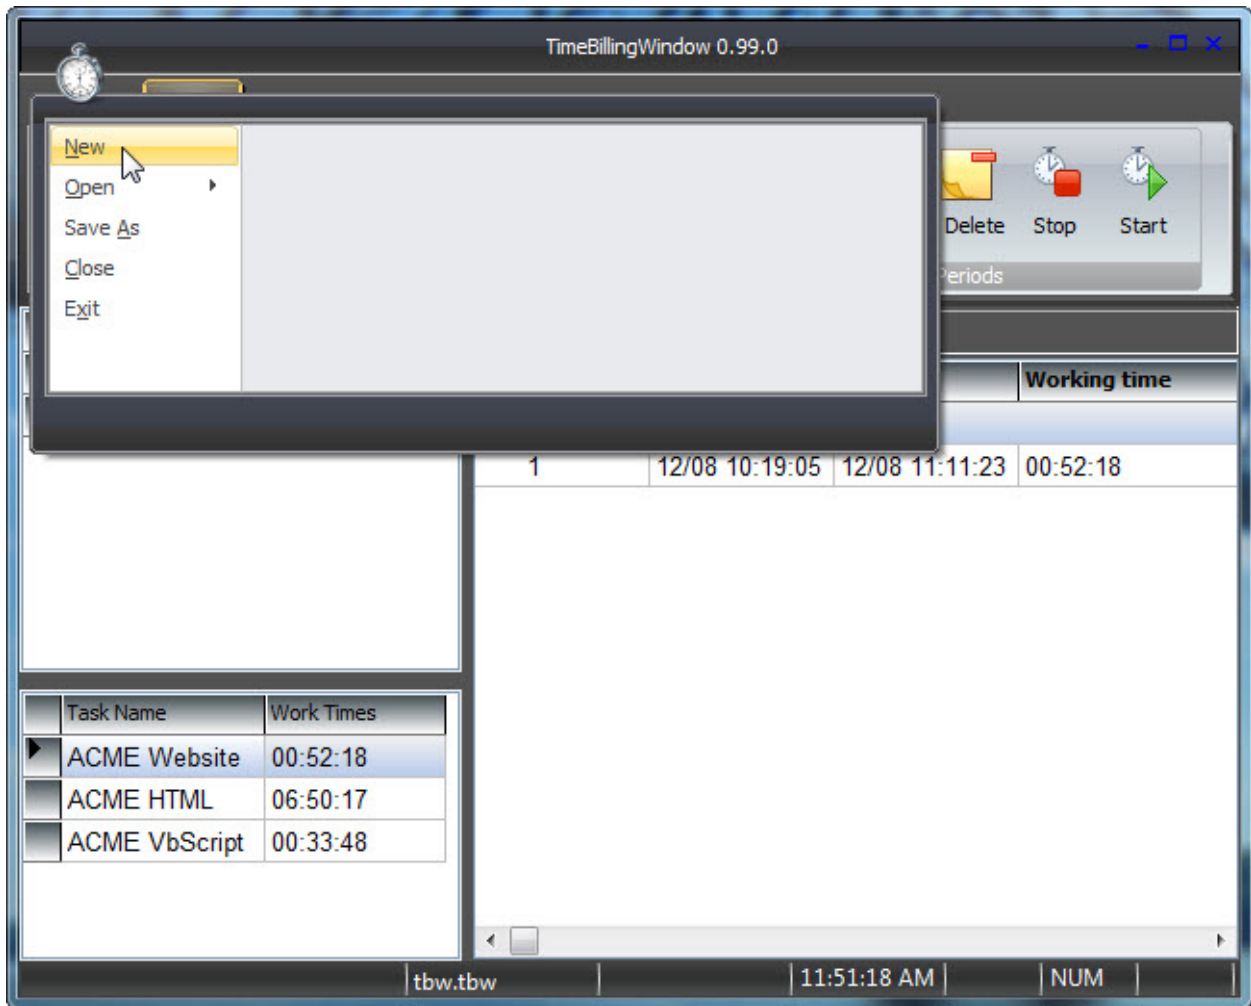 TimeBillingWindow 0.99.0
New
Open
Save As
Close
Exit
Delete Stop Start
Periods
Working time
1 12/08 10:19:05 12/08 11:11:23 00:52:18
Task Name Work Times
ACME Website 00:52:18
ACME HTML 06:50:17
ACME VbScript 00:33:48
tbw.tbw 11:51:18 AM NUM